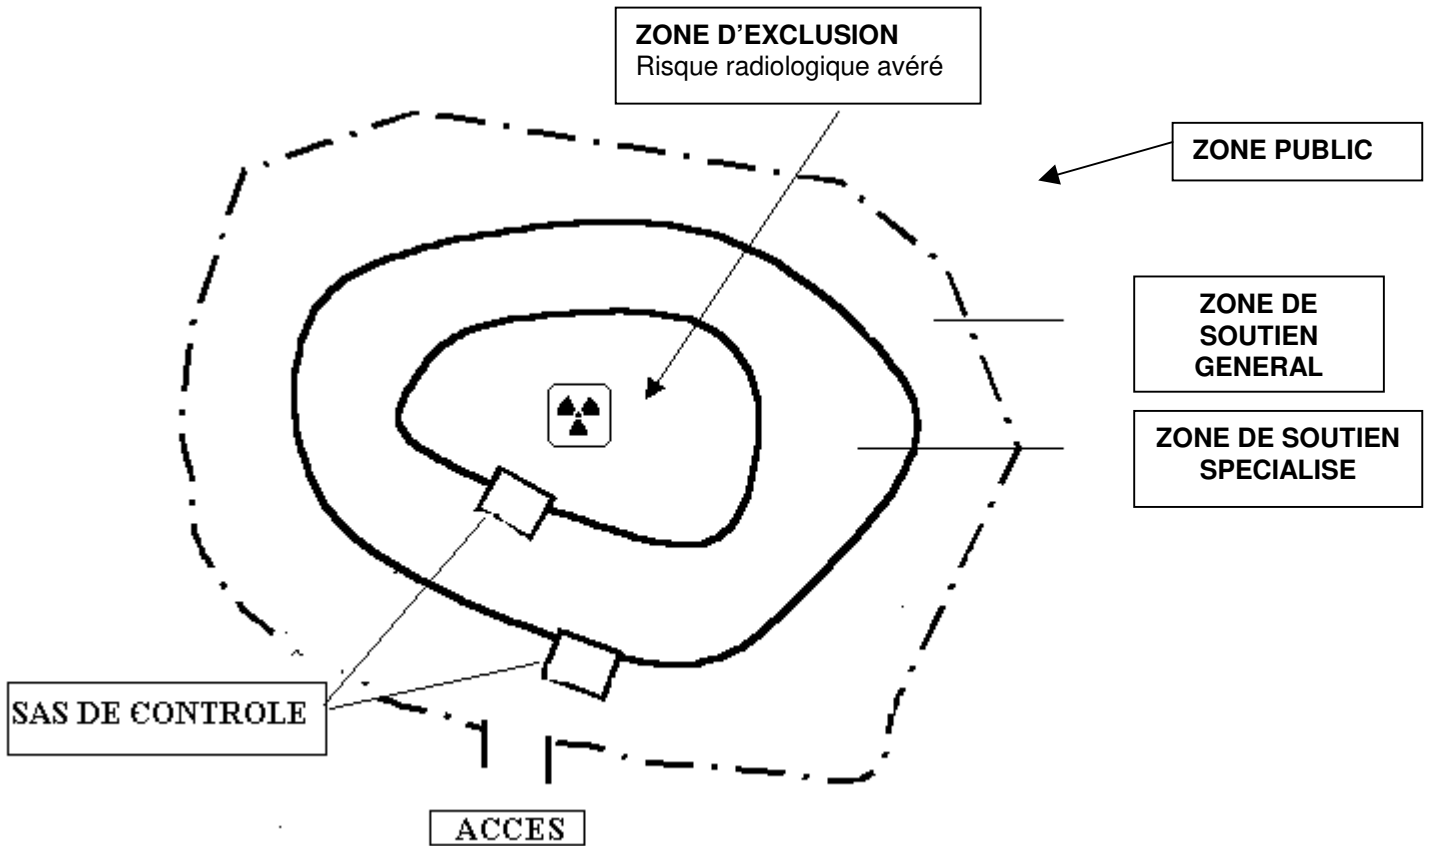 ZONE D’EXCLUSION
Risque radiologique avéré
ZONE PUBLIC
ZONE DE
SOUTIEN
GENERAL
ZONE DE SOUTIEN
SPECIALISE
SAS DE CONTROLE
ACCES